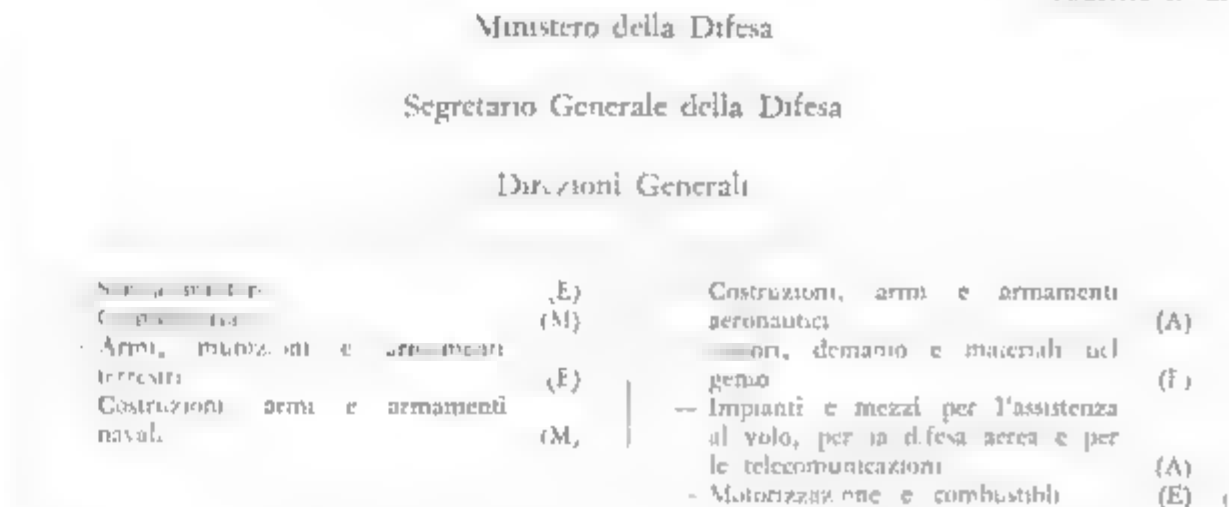 Ministero della Difesa
Segretario Generale della Difesa
Direzioni Generali
(E)
(M)
- Armi, munizioni e armamenti
terrestri (E)
Costruzioni armi e armamenti
navali (M)
Costruzioni, armi e armamenti
aeronautici (A)
demanio e materiali del
genio
— Impianti e mezzi per l'assistenza
al volo, per la difesa aerea e per
le telecomunicazioni (A)
- Motorizzazione e combustibili (E)